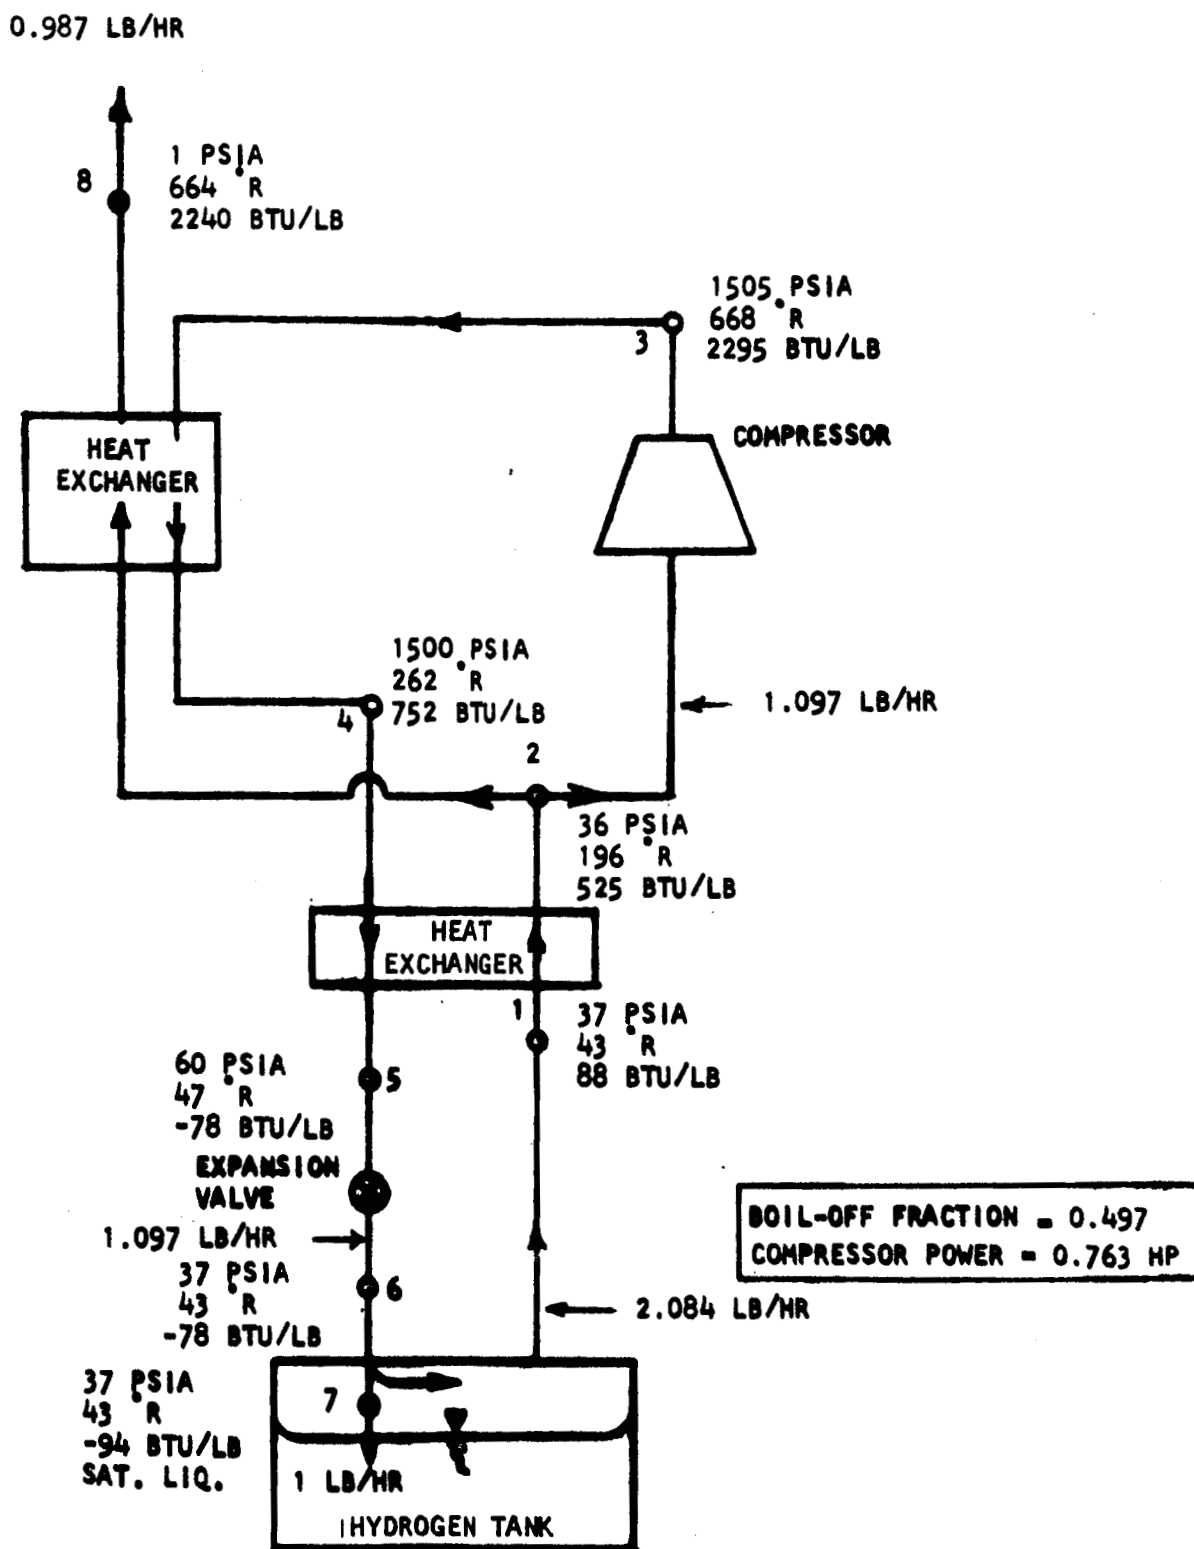 0.987 LB/HR
8
1 PSIA
664 °R
2240 BTU/LB
1505 PSIA
668 °R
2295 BTU/LB
3
HEAT
EXCHANGER
COMPRESSOR
1500 PSIA
262 °R
752 BTU/LB
4
1.097 LB/HR
2
36 PSIA
196 °R
525 BTU/LB
HEAT
EXCHANGER
1
37 PSIA
43 °R
88 BTU/LB
60 PSIA
47 °R
-78 BTU/LB
5
EXPANSION
VALVE
1.097 LB/HR
37 PSIA
43 °R
-78 BTU/LB
6
BOIL-OFF FRACTION = 0.497
COMPRESSOR POWER = 0.763 HP
2.084 LB/HR
37 PSIA
43 °R
-94 BTU/LB
SAT. LIQ.
7
1 LB/HR
HYDROGEN TANK